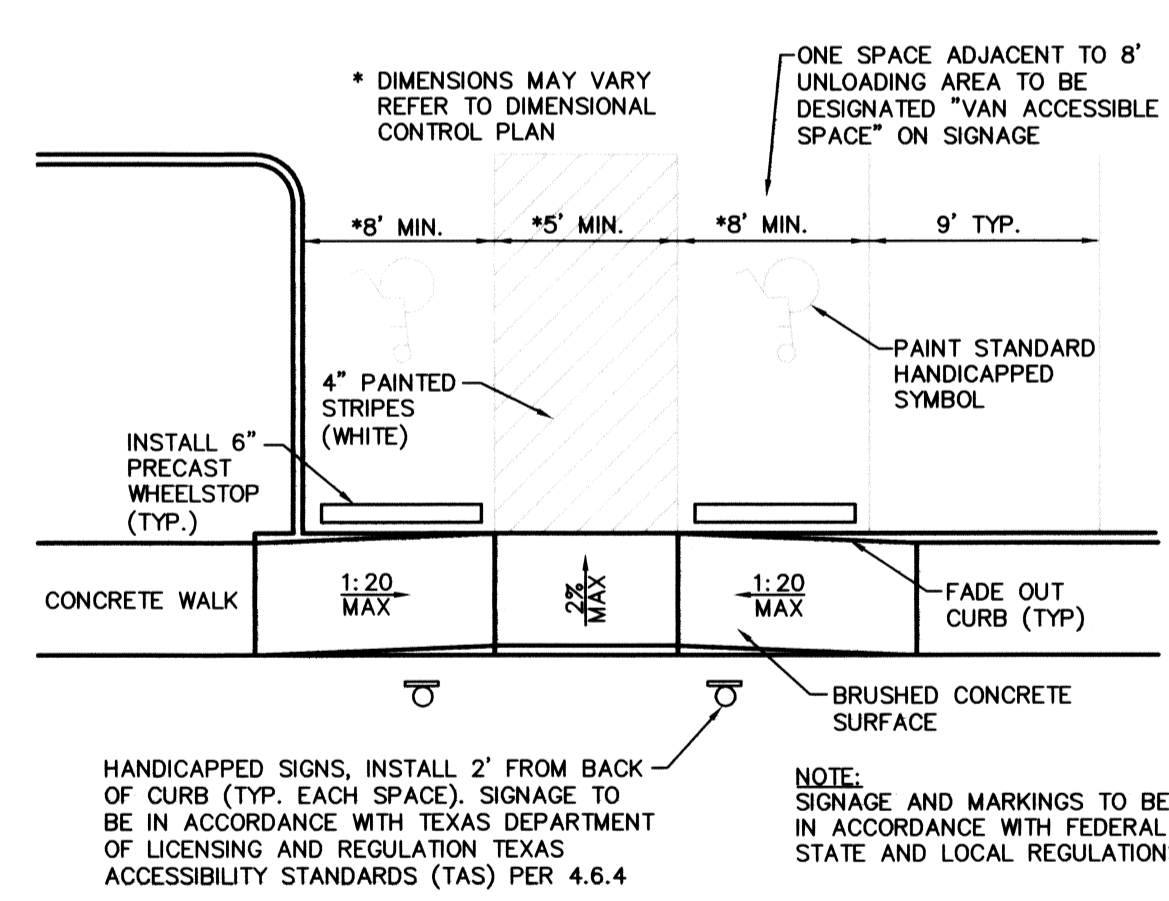 * DIMENSIONS MAY VARY
REFER TO DIMENSIONAL
CONTROL PLAN
ONE SPACE ADJACENT TO 8'
UNLOADING AREA TO BE
DESIGNATED "VAN ACCESSIBLE
SPACE" ON SIGNAGE
*8' MIN.
*5' MIN.
*8' MIN.
9' TYP.
PAINT STANDARD
HANDICAPPED
SYMBOL
4" PAINTED
STRIPES
(WHITE)
INSTALL 6"
PRECAST
WHEELSTOP
(TYP.)
CONCRETE WALK
1:20
MAX
2%
MAX
1:20
MAX
FADE OUT
CURB (TYP)
BRUSHED CONCRETE
SURFACE
HANDICAPPED SIGNS, INSTALL 2' FROM BACK
OF CURB (TYP. EACH SPACE). SIGNAGE TO
BE IN ACCORDANCE WITH TEXAS DEPARTMENT
OF LICENSING AND REGULATION TEXAS
ACCESSIBILITY STANDARDS (TAS) PER 4.6.4
NOTE:
SIGNAGE AND MARKINGS TO BE
IN ACCORDANCE WITH FEDERAL
STATE AND LOCAL REGULATION